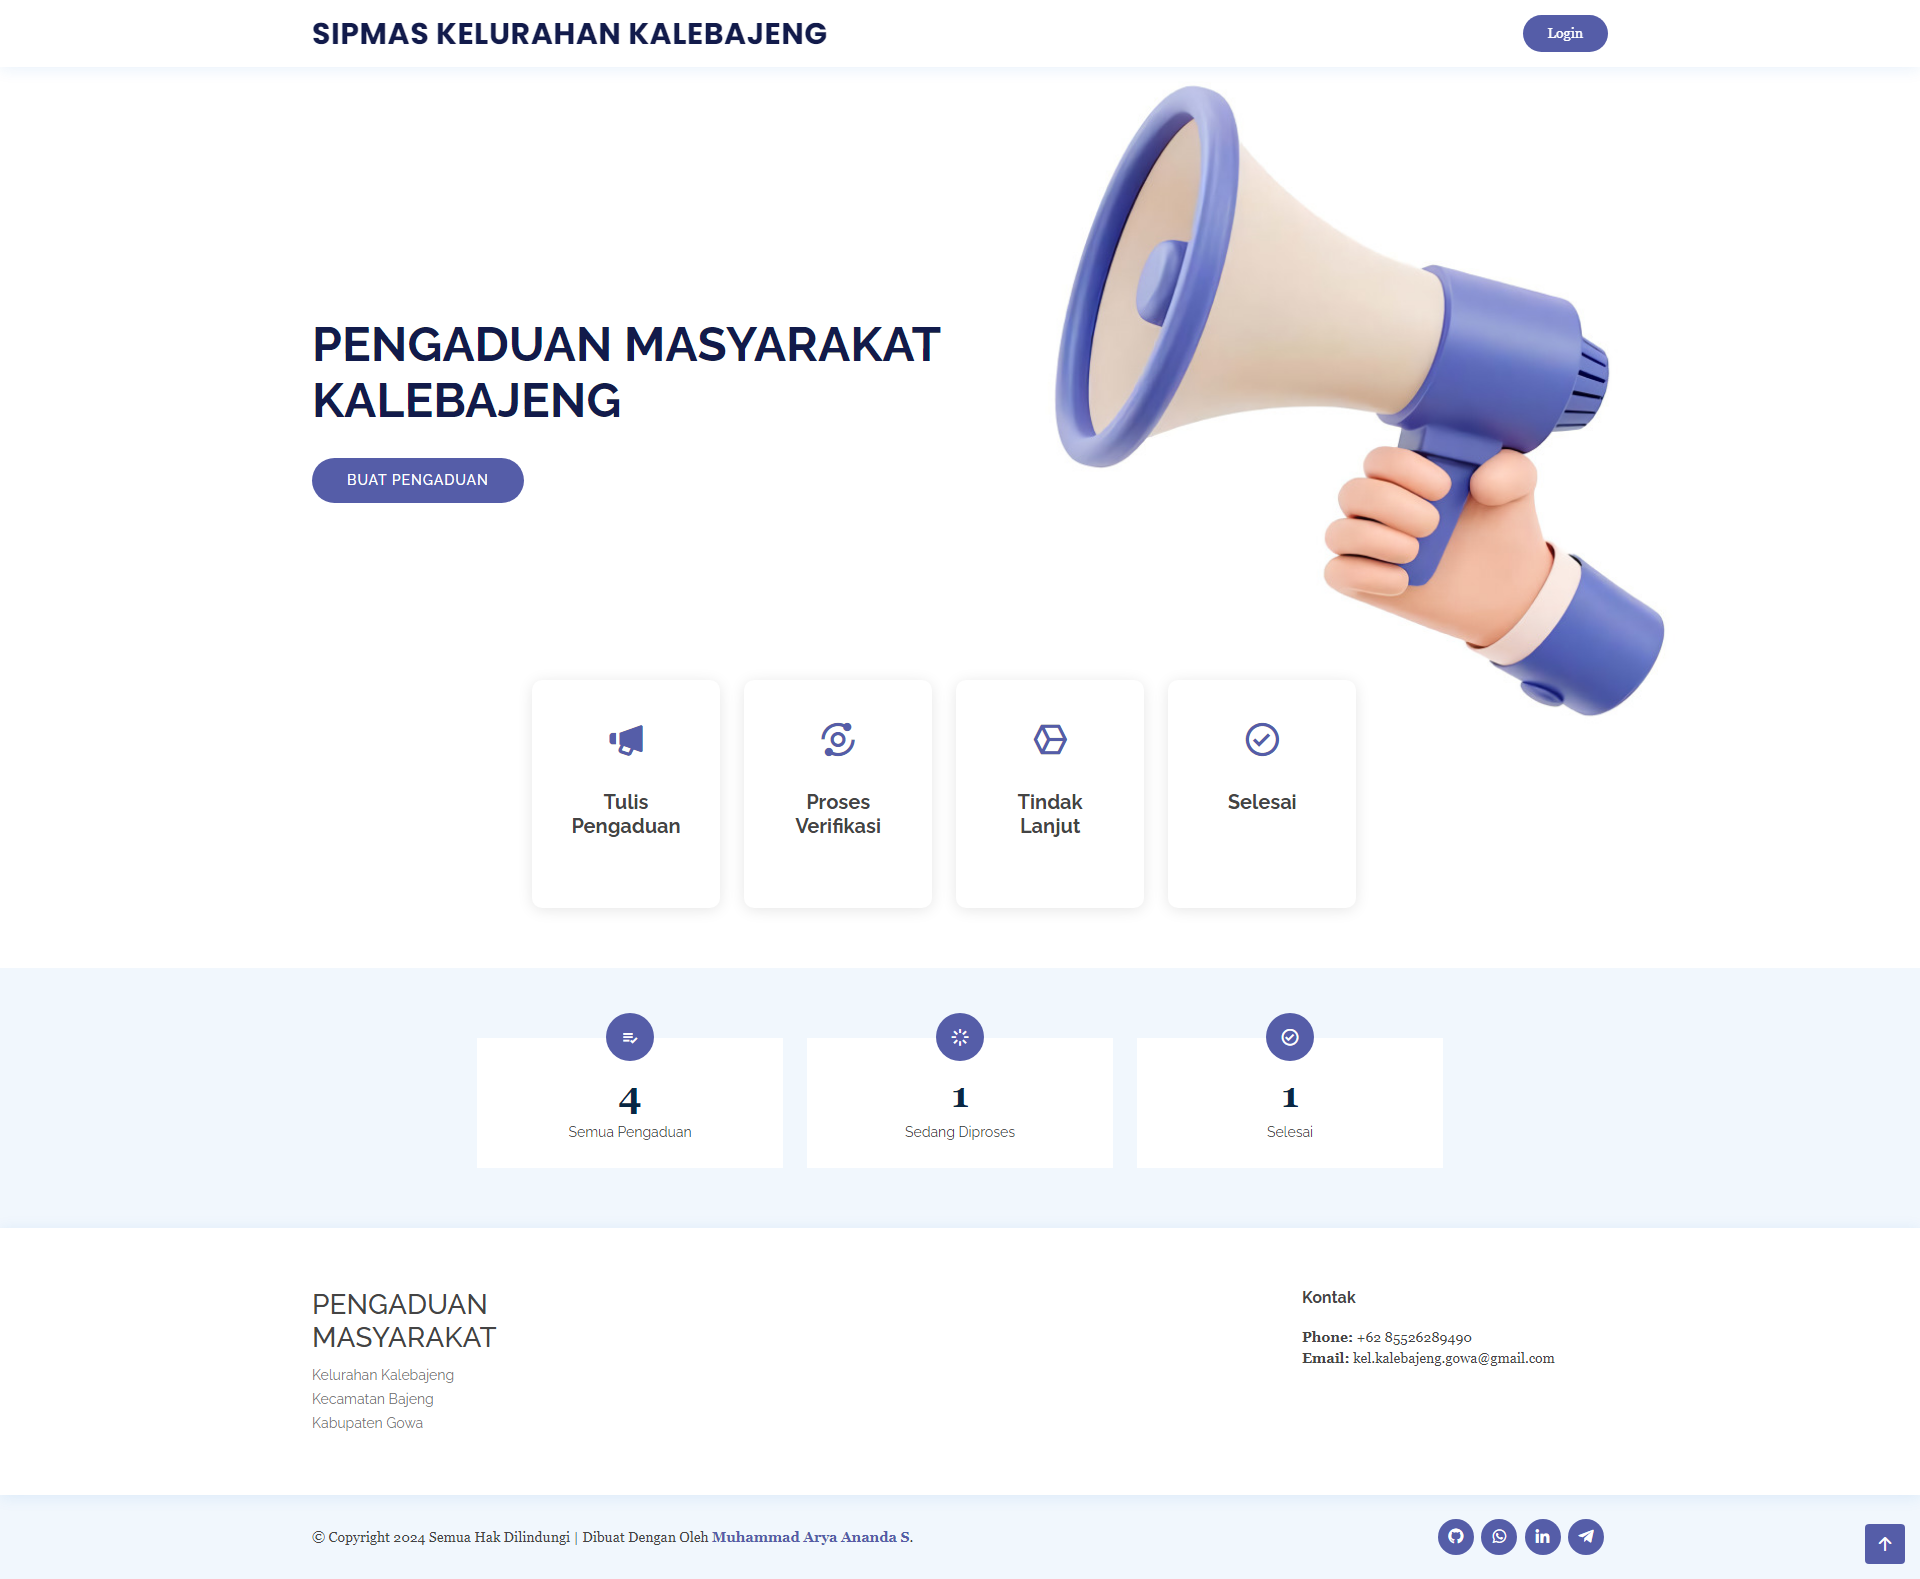 SIPMAS KELURAHAN KALEBAJENG
Login
PENGADUAN MASYARAKAT
KALEBAJENG
BUAT PENGADUAN
Tulis
Pengaduan
Proses
Verifikasi
Tindak
Lanjut
Selesai
4
Semua Pengaduan
1
Sedang Diproses
1
Selesai
PENGADUAN
MASYARAKAT
Kelurahan Kalebajeng
Kecamatan Bajeng
Kabupaten Gowa
Kontak
Phone: +62 85526289490
Email: kel.kalebajeng.gowa@gmail.com
© Copyright 2024 Semua Hak Dilindungi | Dibuat Dengan Oleh Muhammad Arya Ananda S.